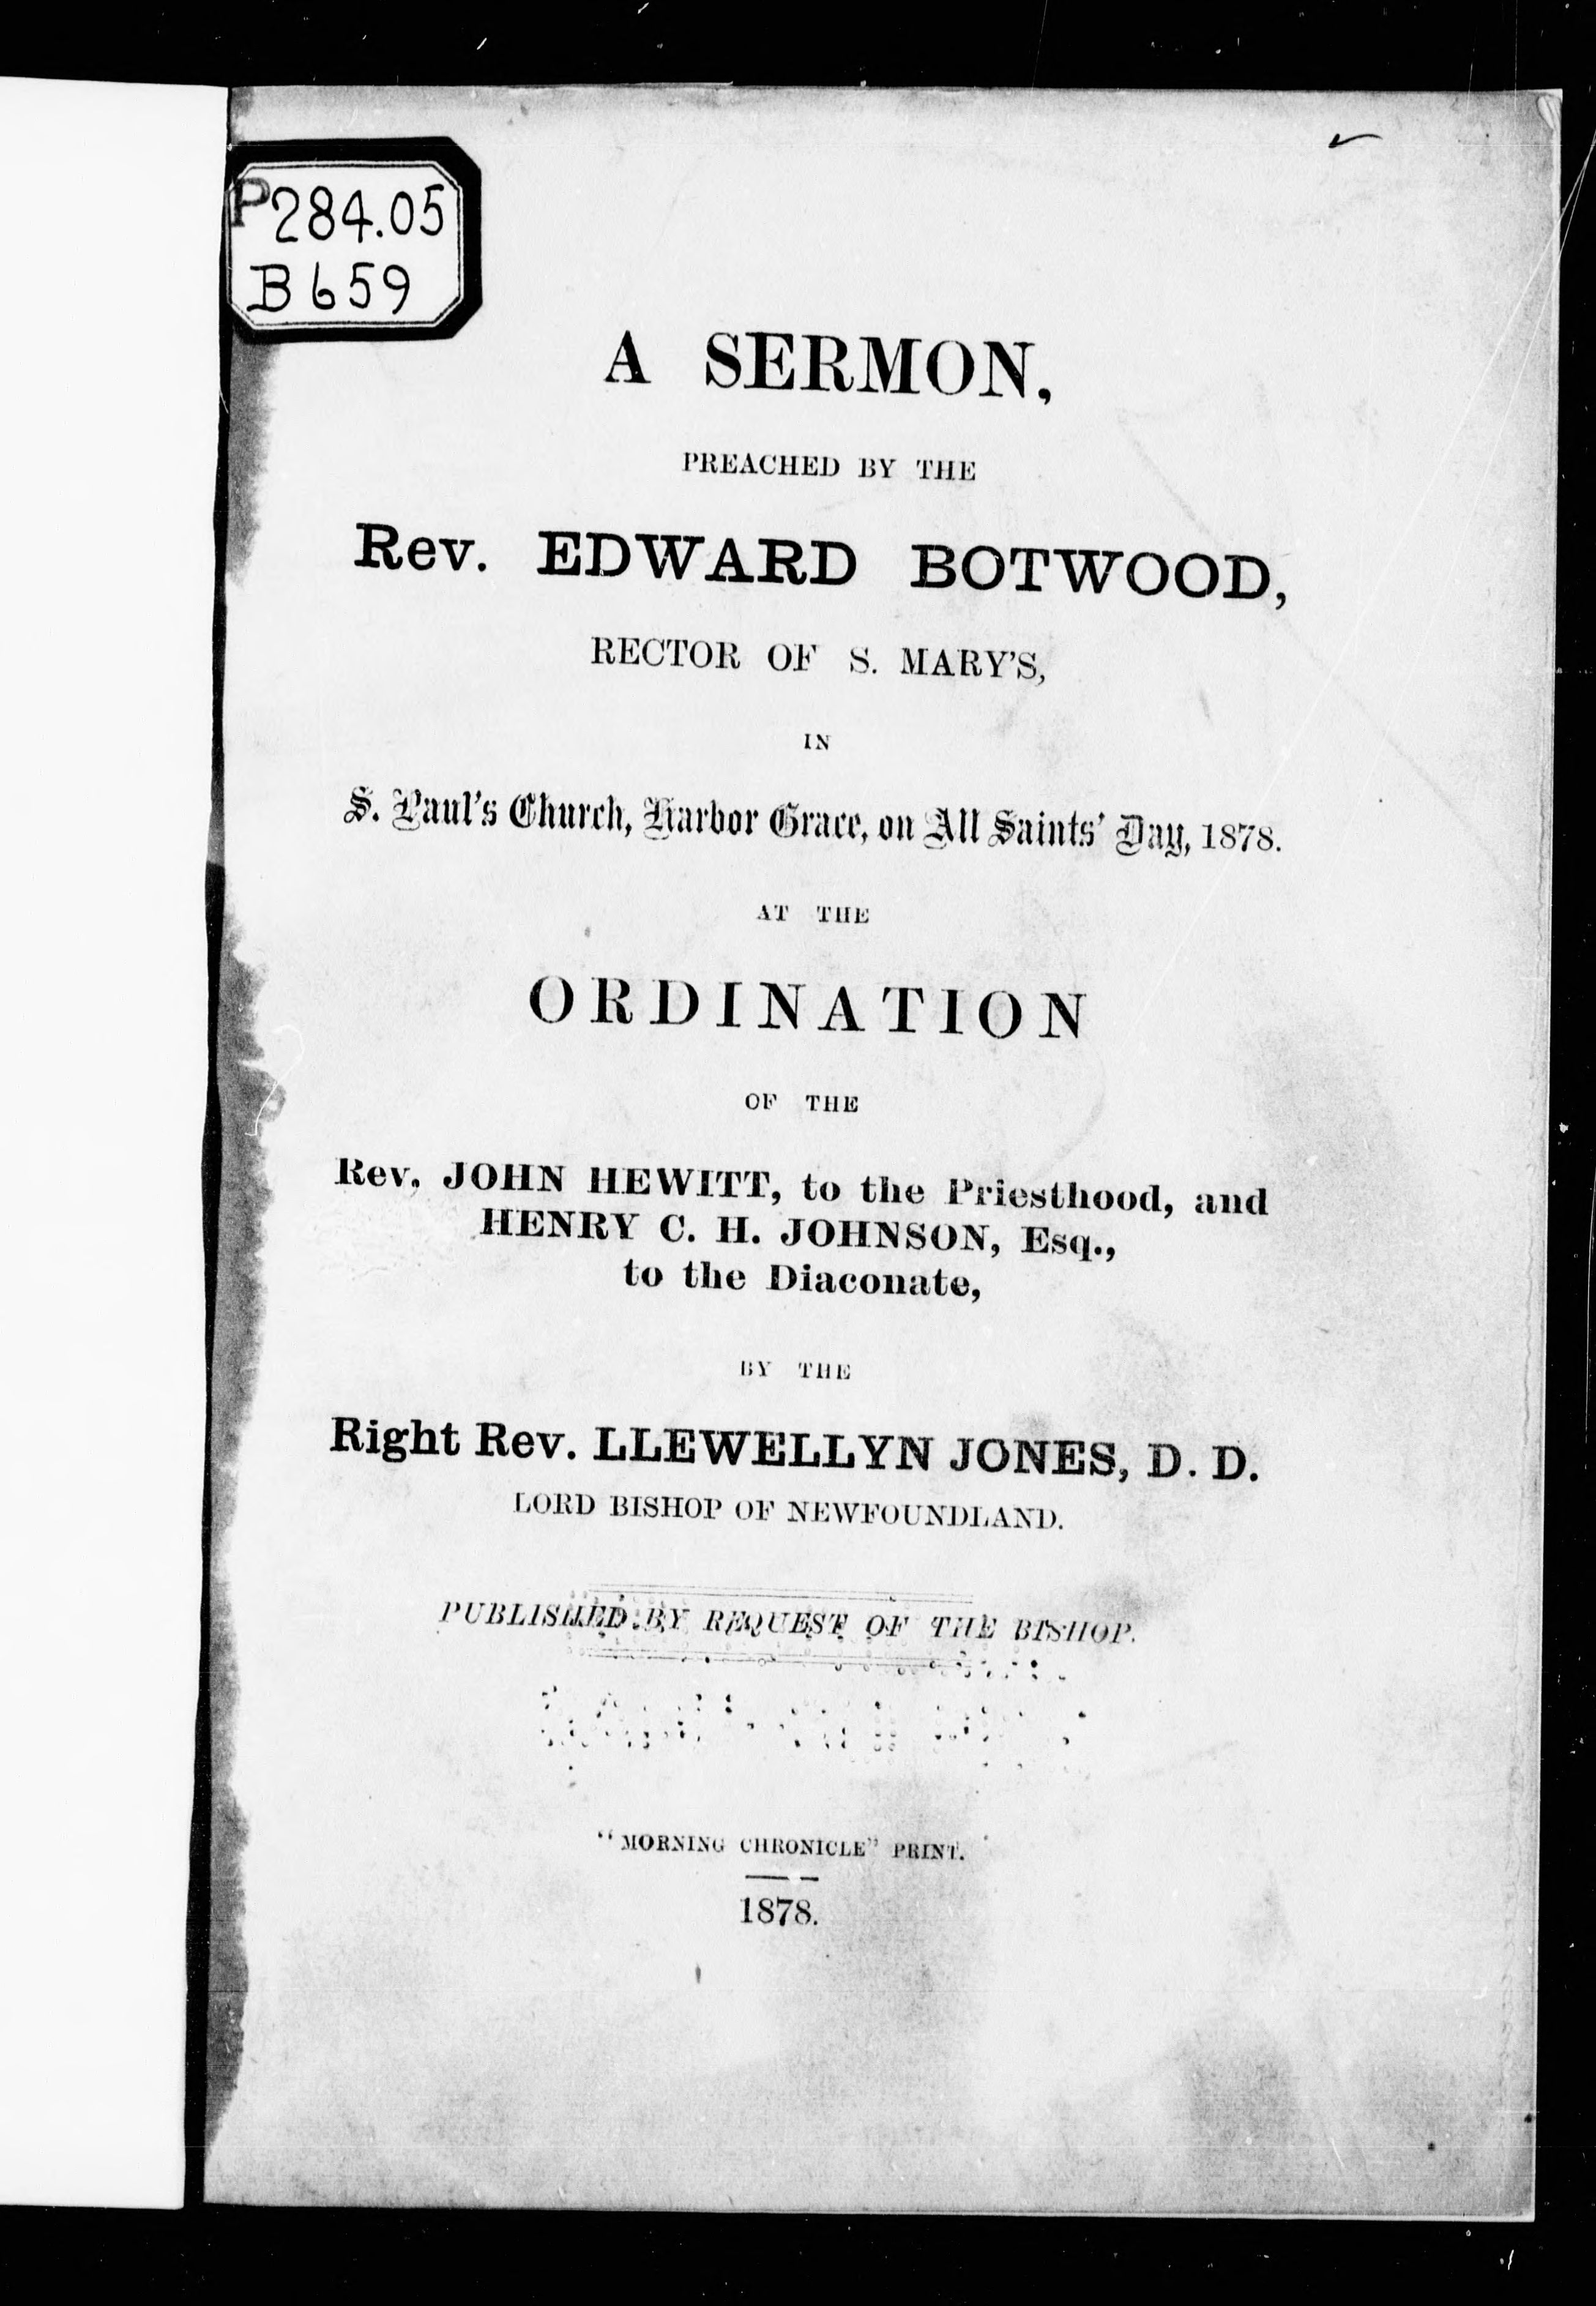 P284.05
B659
A SERMON,
PREACHED BY THE
Rev. EDWARD BOTWOOD,
RECTOR OF S. MARY'S,
IN
S. Paul's Church, Harbor Grace, on All Saints' Day, 1878.
AT THE
ORDINATION
OF THE
Rev. JOHN HEWITT, to the Priesthood, and
HENRY C. H. JOHNSON, Esq.,
to the Diaconate,
BY THE
Right Rev. LLEWELLYN JONES, D. D.
LORD BISHOP OF NEWFOUNDLAND.
PUBLISHED BY REQUEST OF THE BISHOP.
"MORNING CHRONICLE" PRINT.
1878.